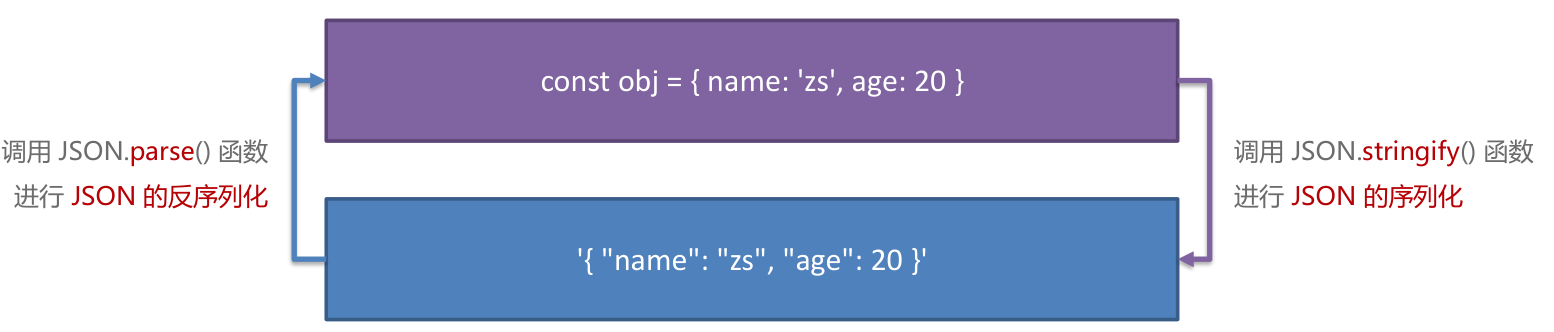 const obj = { name: 'zs', age: 20 }
调用 JSON.parse() 函数
进行 JSON 的反序列化
调用 JSON.stringify() 函数
进行 JSON 的序列化
'{ "name": "zs", "age": 20 }'